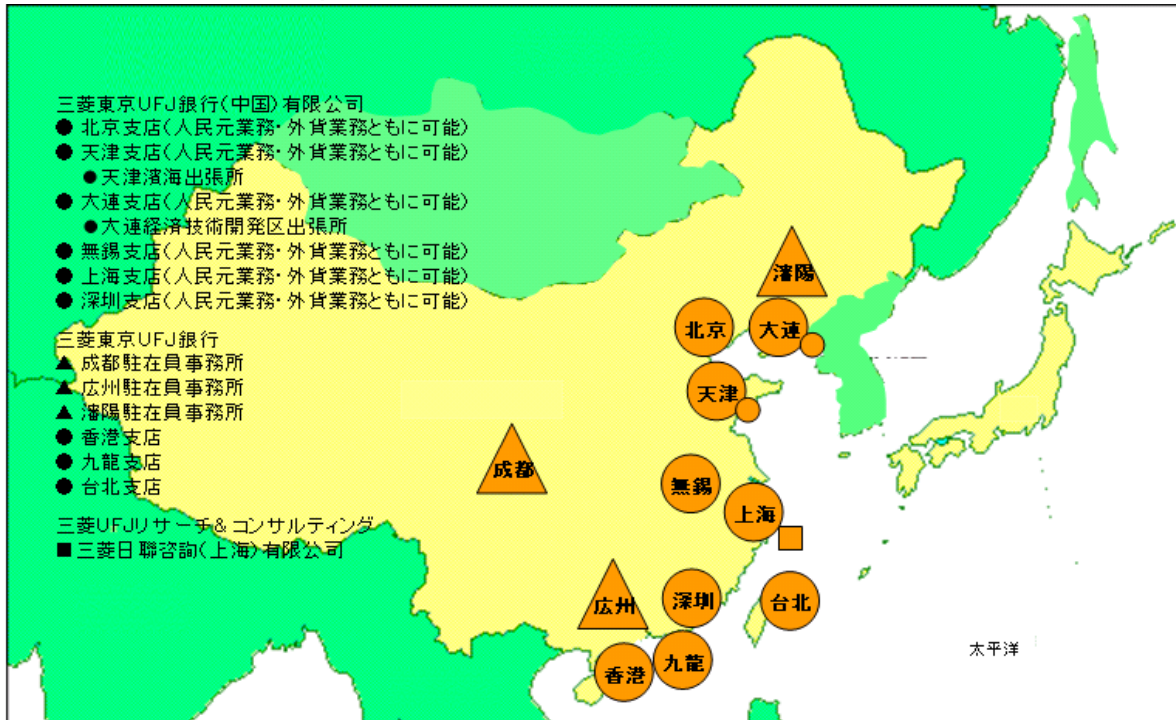 三菱東京UFJ銀行(中国)有限公司
● 北京支店(人民元業務・外貨業務ともに可能)
● 天津支店(人民元業務・外貨業務ともに可能)
● 天津濱海出張所
● 大連支店(人民元業務・外貨業務ともに可能)
● 大連経済技術開発区出張所
● 無錫支店(人民元業務・外貨業務ともに可能)
● 上海支店(人民元業務・外貨業務ともに可能)
● 深圳支店(人民元業務・外貨業務ともに可能)
三菱東京UFJ銀行
▲ 成都駐在員事務所
▲ 広州駐在員事務所
▲ 瀋陽駐在員事務所
● 香港支店
● 九龍支店
● 台北支店
三菱UFJリサーチ&コンサルティング
■ 三菱日聯咨詢(上海)有限公司
瀋陽
北京
大連
天津
成都
無錫
上海
広州
深圳
台北
香港
九龍
太平洋